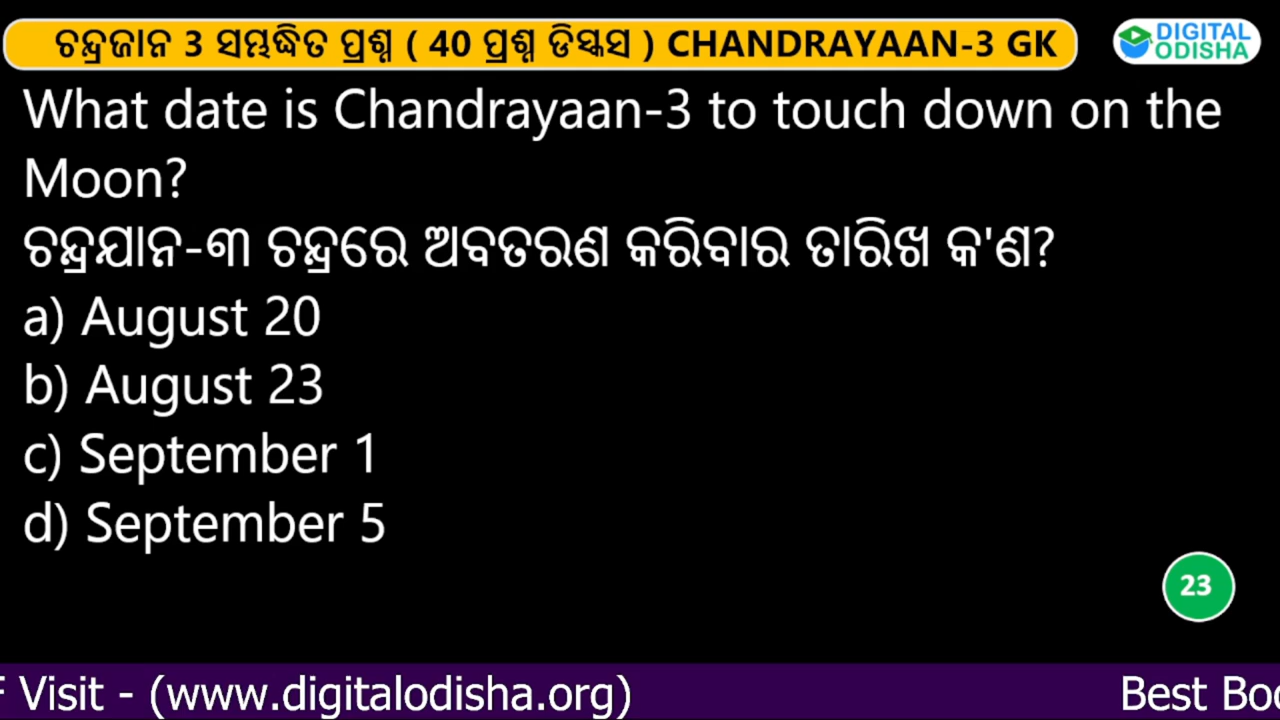 ଚନ୍ଦ୍ରଜାନ 3 ସମ୍ଭଦ୍ଧିତ ପ୍ରଶ୍ନ ( 40 ପ୍ରଶ୍ନ ଡିସ୍କସ ) CHANDRAYAAN-3 GK
DIGITAL
ODISHA
What date is Chandrayaan-3 to touch down on the
Moon?
ଚନ୍ଦ୍ରଯାନ-୩ ଚନ୍ଦ୍ରରେ ଅବତରଣ କରିବାର ତାରିଖ କ'ଣ?
a) August 20
b) August 23
c) September 1
d) September 5
23
Visit - (www.digitalodisha.org)
Best